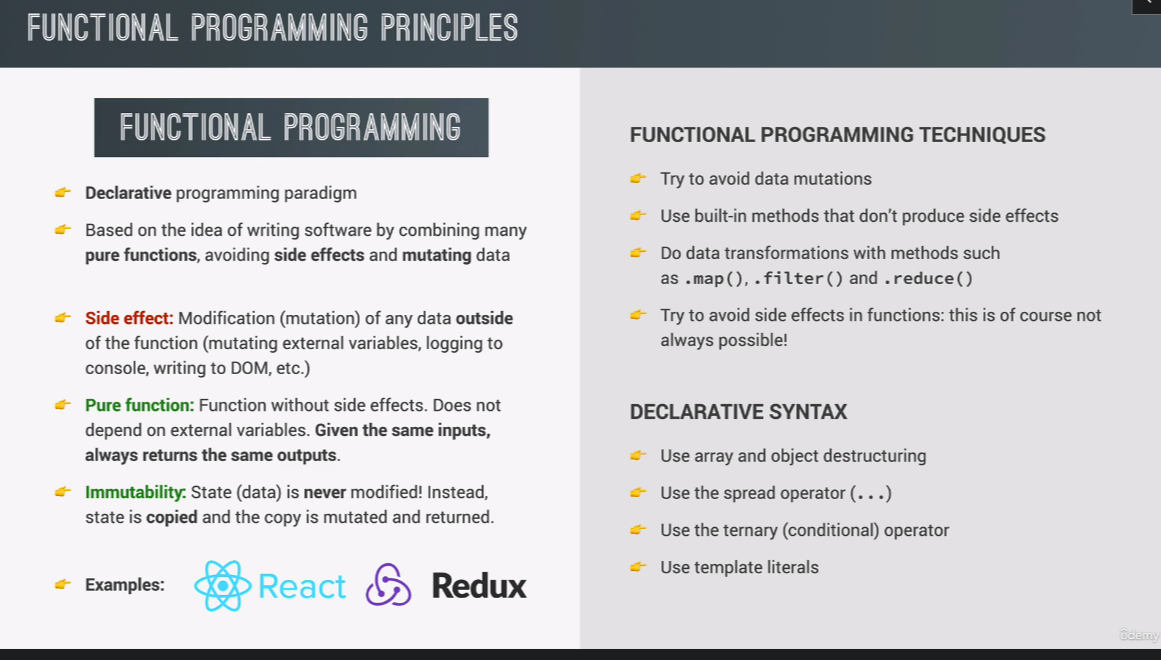 FUNCTIONAL PROGRAMMING PRINCIPLES
FUNCTIONAL PROGRAMMING
Declarative programming paradigm
Based on the idea of writing software by combining many
pure functions, avoiding side effects and mutating data
Side effect: Modification (mutation) of any data outside
of the function (mutating external variables, logging to
console, writing to DOM, etc.)
Pure function: Function without side effects. Does not
depend on external variables. Given the same inputs,
always returns the same outputs.
Immutability: State (data) is never modified! Instead,
state is copied and the copy is mutated and returned.
Examples: React Redux
FUNCTIONAL PROGRAMMING TECHNIQUES
Try to avoid data mutations
Use built-in methods that don’t produce side effects
Do data transformations with methods such
as .map(), .filter() and .reduce()
Try to avoid side effects in functions: this is of course not
always possible!
DECLARATIVE SYNTAX
Use array and object destructuring
Use the spread operator (...)
Use the ternary (conditional) operator
Use template literals
ûdemy